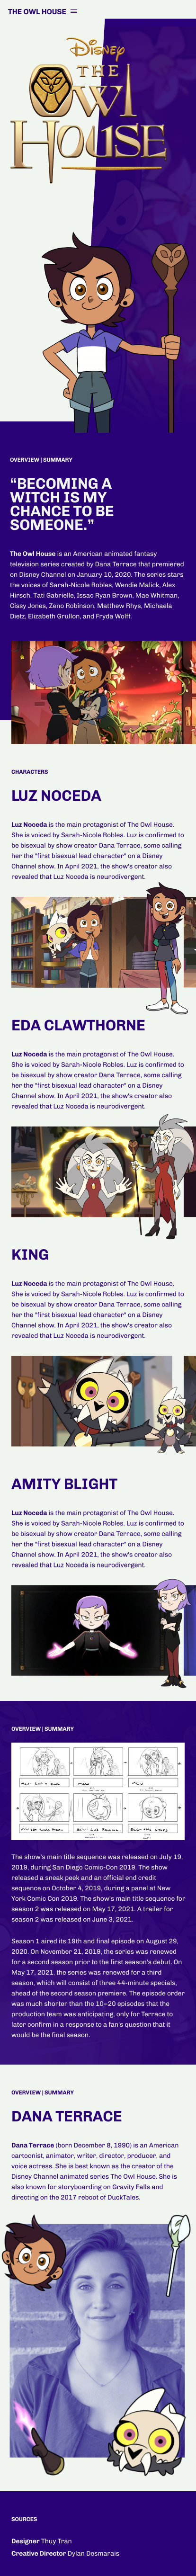 THE OWL HOUSE
Disney
THE
OWL
HOUSE
OVERVIEW | SUMMARY
“BECOMING A
WITCH IS MY
CHANCE TO BE
SOMEONE.”
The Owl House is an American animated fantasy
television series created by Dana Terrace that premiered
on Disney Channel on January 10, 2020. The series stars
the voices of Sarah-Nicole Robles, Wendie Malick, Alex
Hirsch, Tati Gabrielle, Issac Ryan Brown, Mae Whitman,
Cissy Jones, Zeno Robinson, Matthew Rhys, Michaela
Dietz, Elizabeth Grullon, and Fryda Wolff.
CHARACTERS
LUZ NOCEDA
Luz Noceda is the main protagonist of The Owl House.
She is voiced by Sarah-Nicole Robles. Luz is confirmed to
be bisexual by show creator Dana Terrace, some calling
her the "first bisexual lead character" on a Disney
Channel show. In April 2021, the show's creator also
revealed that Luz Noceda is neurodivergent.
EDA CLAWTHORNE
Luz Noceda is the main protagonist of The Owl House.
She is voiced by Sarah-Nicole Robles. Luz is confirmed to
be bisexual by show creator Dana Terrace, some calling
her the "first bisexual lead character" on a Disney
Channel show. In April 2021, the show's creator also
revealed that Luz Noceda is neurodivergent.
KING
Luz Noceda is the main protagonist of The Owl House.
She is voiced by Sarah-Nicole Robles. Luz is confirmed to
be bisexual by show creator Dana Terrace, some calling
her the "first bisexual lead character" on a Disney
Channel show. In April 2021, the show's creator also
revealed that Luz Noceda is neurodivergent.
AMITY BLIGHT
Luz Noceda is the main protagonist of The Owl House.
She is voiced by Sarah-Nicole Robles. Luz is confirmed to
be bisexual by show creator Dana Terrace, some calling
her the "first bisexual lead character" on a Disney
Channel show. In April 2021, the show's creator also
revealed that Luz Noceda is neurodivergent.
OVERVIEW | SUMMARY
The show's main title sequence was released on July 19,
2019, during San Diego Comic-Con 2019. The show
released a sneak peek and an official end credit
sequence on October 4, 2019, during a panel at New
York Comic Con 2019. The show's main title sequence for
season 2 was released on May 17, 2021. A trailer for
season 2 was released on June 3, 2021.
Season 1 aired its 19th and final episode on August 29,
2020. On November 21, 2019, the series was renewed
for a second season prior to the first season's debut. On
May 17, 2021, the series was renewed for a third
season, which will consist of three 44-minute specials,
ahead of the second season premiere. The episode order
was much shorter than the 10–20 episodes that the
production team was anticipating, only for Terrace to
later confirm in a response to a fan's question that it
would be the final season.
OVERVIEW | SUMMARY
DANA TERRACE
Dana Terrace (born December 8, 1990) is an American
cartoonist, animator, writer, director, producer, and
voice actress. She is best known as the creator of the
Disney Channel animated series The Owl House. She is
also known for storyboarding on Gravity Falls and
directing on the 2017 reboot of DuckTales.
SOURCES
Designer Thuy Tran
Creative Director Dylan Desmarais